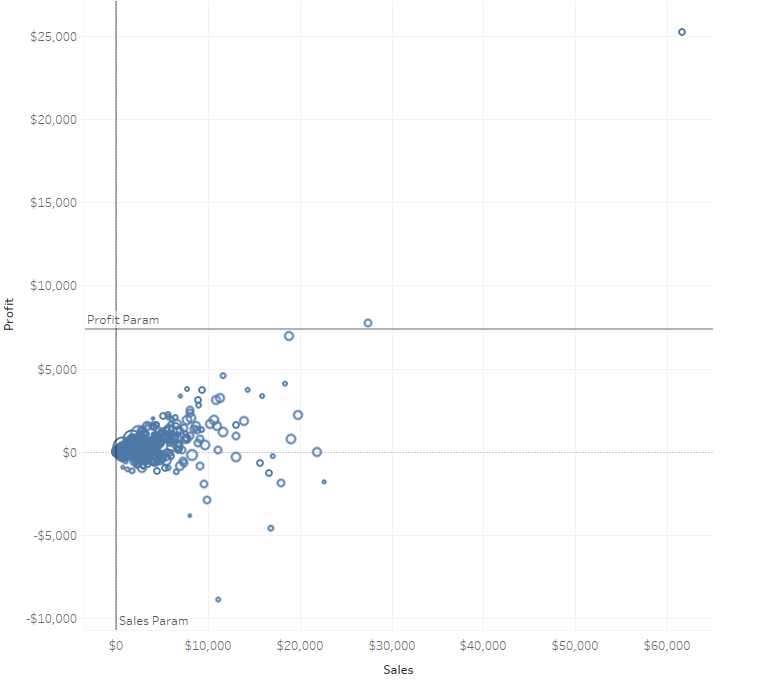 $25,000
$20,000
$15,000
$10,000
Profit Param
$5,000
$0
-$5,000
-$10,000
Profit
Sales Param
$0 $10,000 $20,000 $30,000 $40,000 $50,000 $60,000
Sales